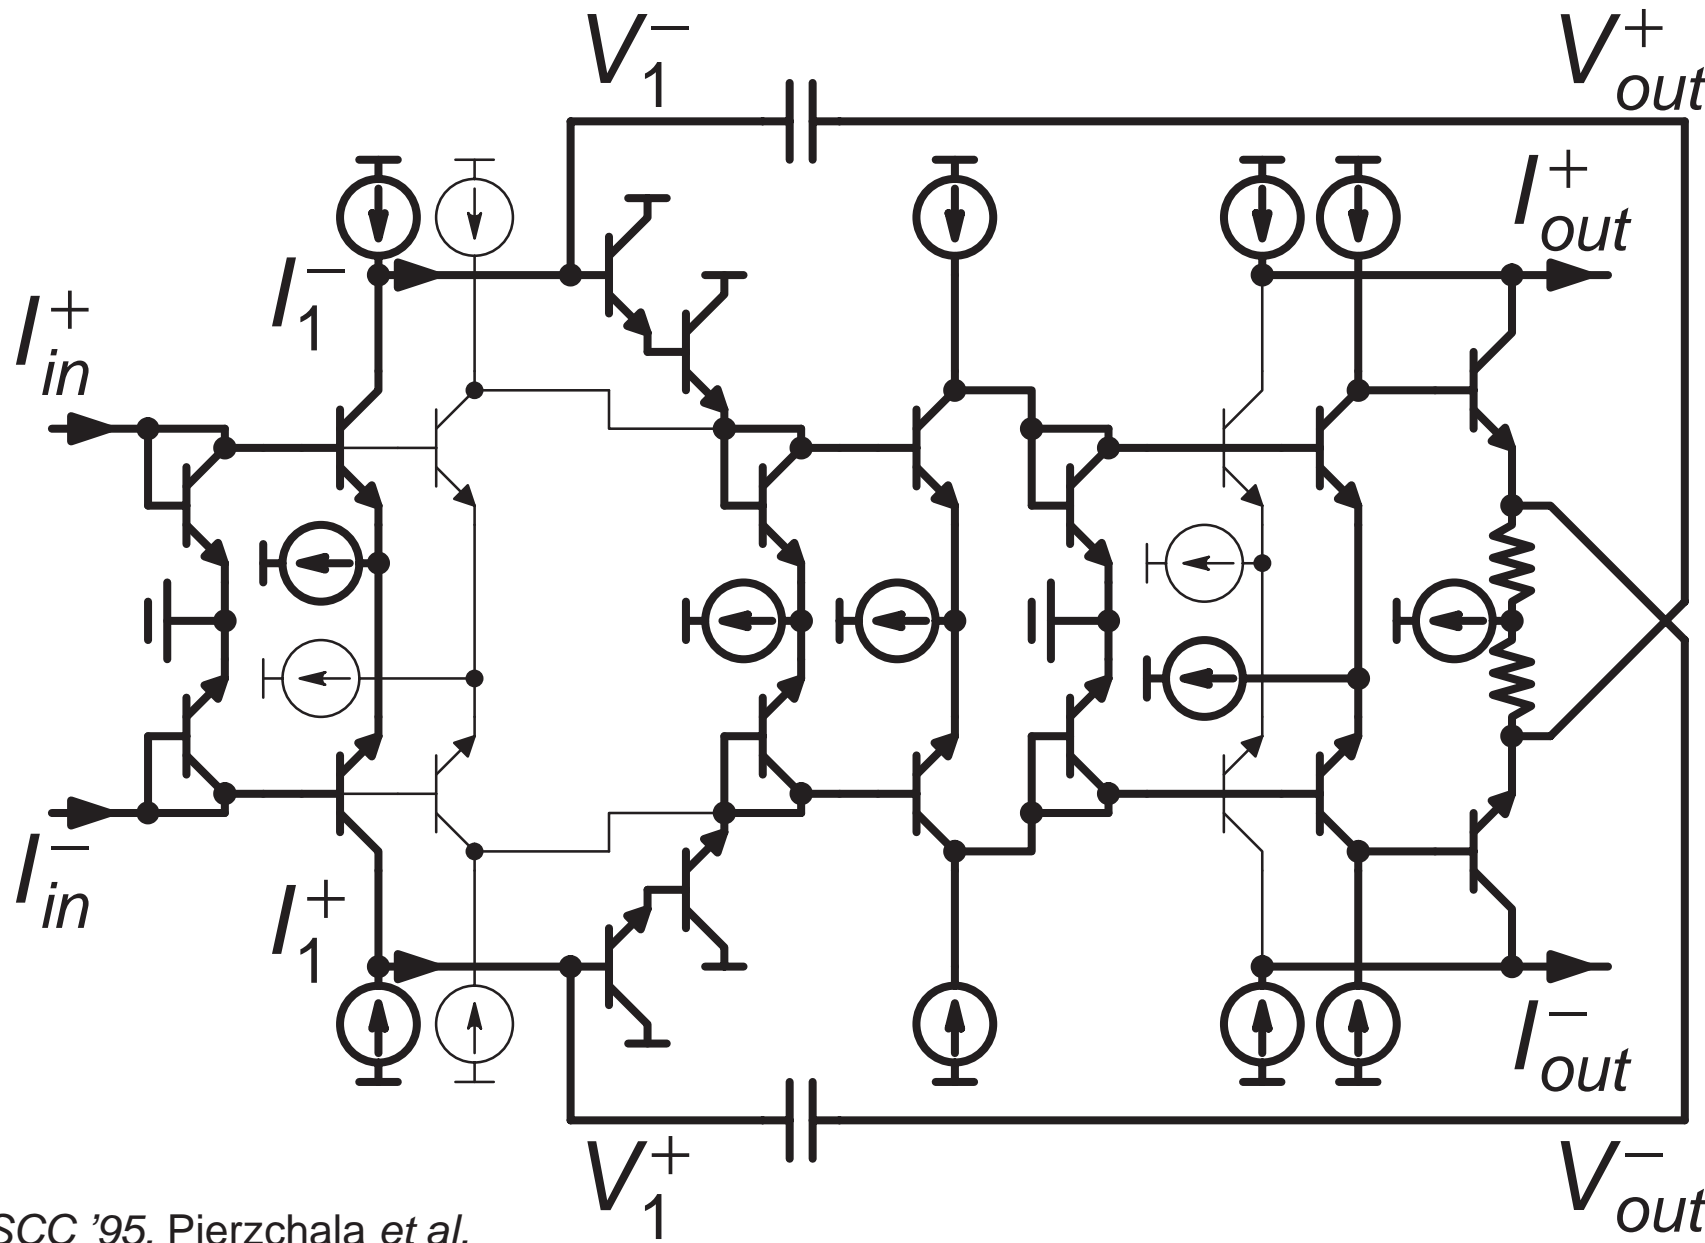 V1−
V+out
I+out
I1−
I+in
I−in
I1+
I−out
V1+
V−out
SCC '95, Pierzchala et al.